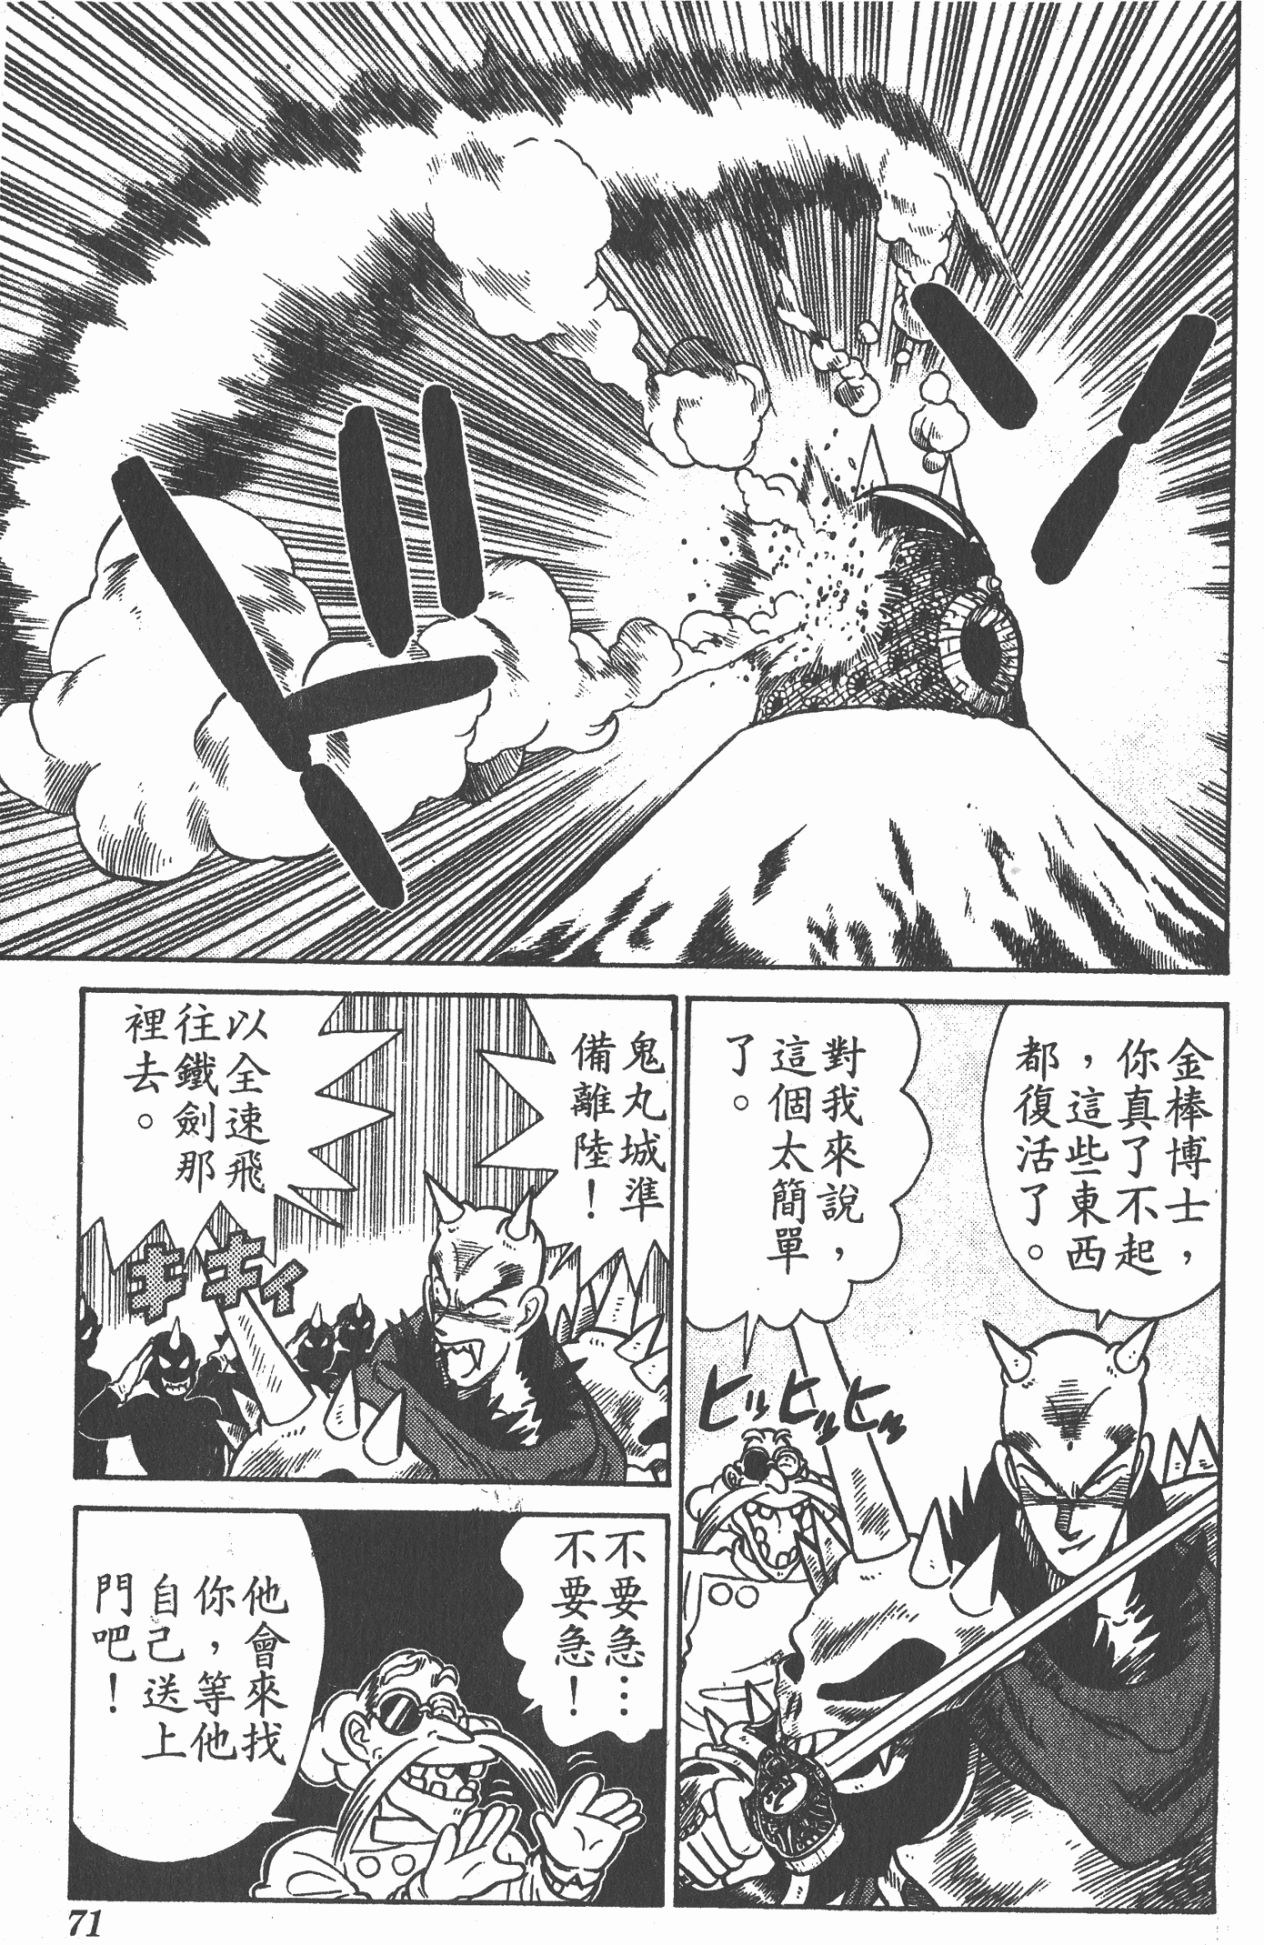 ドン
金棒博士，
你真了不起
，這些東西
都復活了。
對我來說，
這個太簡單
了。
ヒッヒッヒッ
鬼丸城準
備離陸！
以全速飛
往鐵劍那
裡去。
キキィ
不要急…
不要急！
他會來找
你，等他
自己送上
門吧！
71